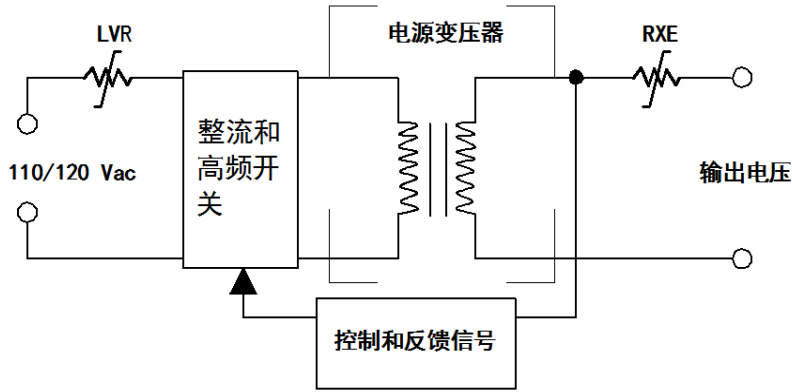 LVR
电源变压器
RXE
整流和
高频开
关
110/120 Vac
输出电压
控制和反馈信号